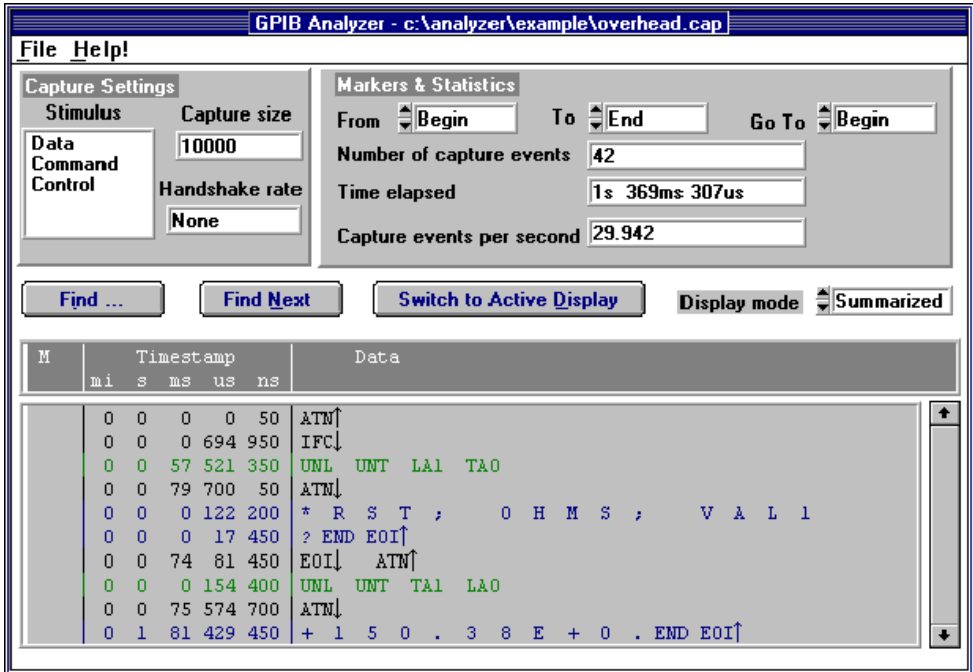 GPIB Analyzer - c:\analyzer\example\overhead.cap
File Help!
Capture Settings
Stimulus
Data
Command
Control
Capture size
10000
Handshake rate
None
Markers & Statistics
From Begin To End Go To Begin
Number of capture events 42
Time elapsed 1s 369ms 307us
Capture events per second 29.942
Find ... Find Next Switch to Active Display Display mode Summarized
M Timestamp Data
mi s ms us ns
0 0 0 0 50 ATN↑
0 0 0 694 950 IFC↓
0 0 57 521 350 UNL UNT LA1 TA0
0 0 79 700 50 ATN↓
0 0 0 122 200 * R S T ; O H M S ; V A L 1
0 0 0 17 450 ? END EOI↑
0 0 74 81 450 EOI↓ ATN↑
0 0 0 154 400 UNL UNT TA1 LA0
0 0 75 574 700 ATN↓
0 1 81 429 450 + 1 5 0 . 3 8 E + 0 . END EOI↑